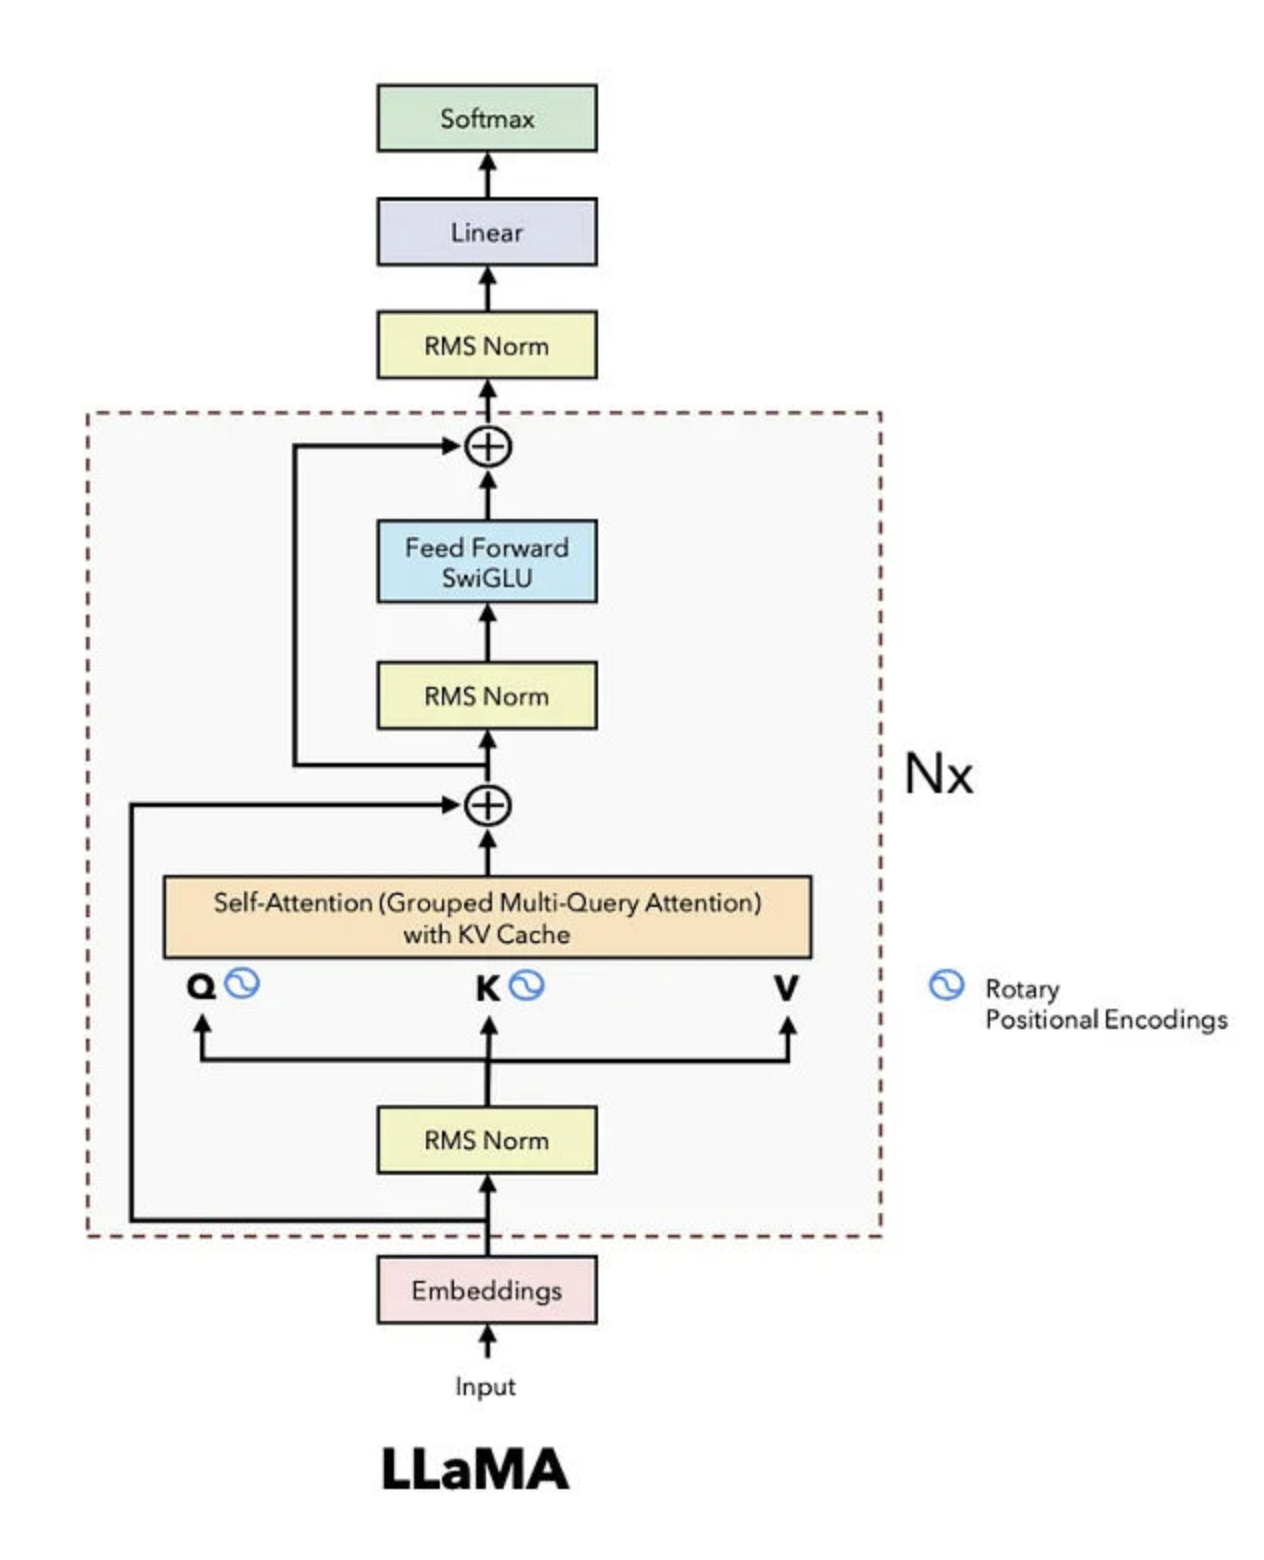 Softmax
Linear
RMS Norm
Feed Forward
SwiGLU
RMS Norm
Nx
Self-Attention (Grouped Multi-Query Attention)
with KV Cache
Q K V
Rotary
Positional Encodings
RMS Norm
Embeddings
Input
LLaMA